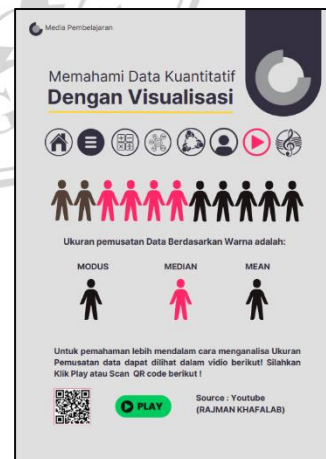 Media Pembelajaran
Memahami Data Kuantitatif
Dengan Visualisasi
Ukuran pemusatan Data Berdasarkan Warna adalah:
MODUS MEDIAN MEAN
Untuk pemahaman lebih mendalam cara menganalisa Ukuran
Pemusatan data dapat dilihat dalam vidio berikut! Silahkan
Klik Play atau Scan QR code berikut !
PLAY
Source : Youtube
(RAJMAN KHAFALAB)